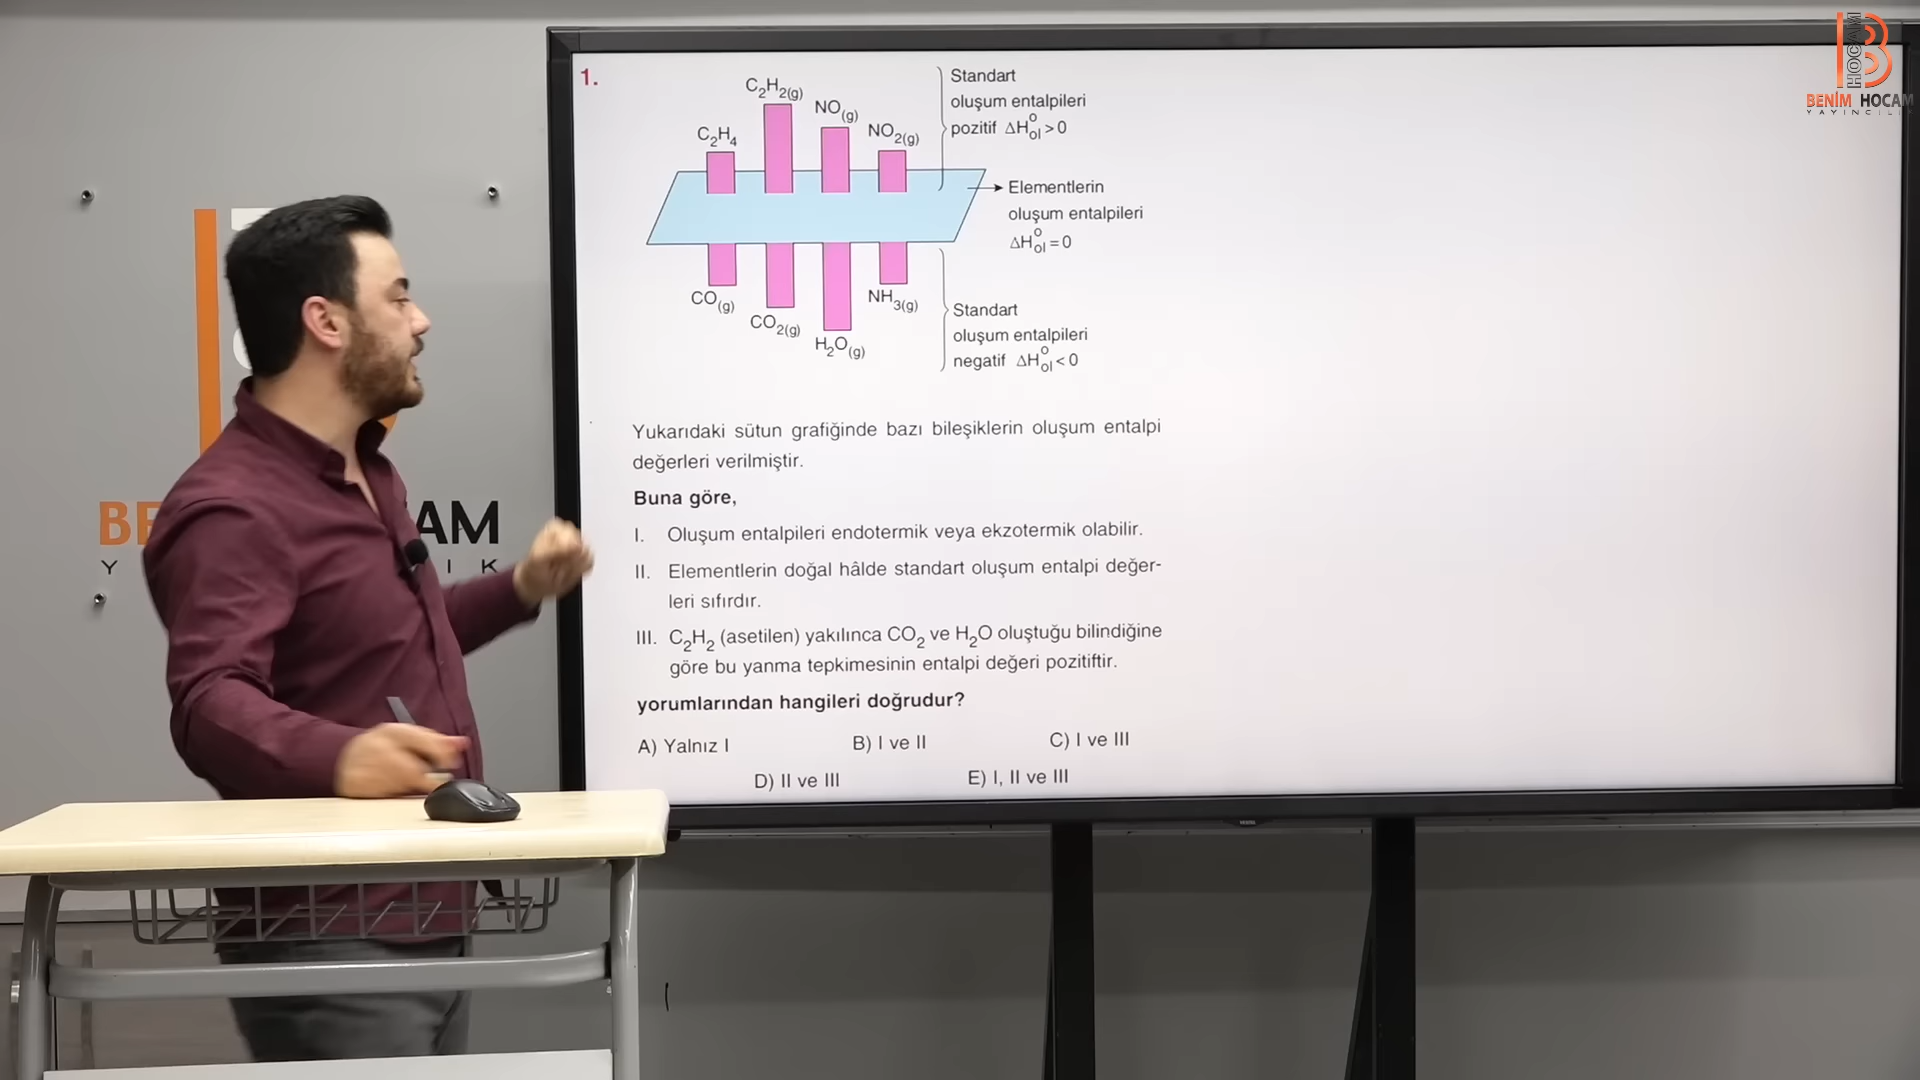 B HOCAM
BENİM HOCAM
YAYINCILIK
1.
C₂H₄
C₂H₂(g)
NO(g)
NO₂(g)
Standart
oluşum entalpileri
pozitif ΔH°ol > 0
Elementlerin
oluşum entalpileri
ΔH°ol = 0
CO(g)
CO₂(g)
H₂O(g)
NH₃(g)
Standart
oluşum entalpileri
negatif ΔH°ol < 0
Yukarıdaki sütun grafiğinde bazı bileşiklerin oluşum entalpi
değerleri verilmiştir.
Buna göre,
I. Oluşum entalpileri endotermik veya ekzotermik olabilir.
II. Elementlerin doğal hâlde standart oluşum entalpi değer-
leri sıfırdır.
III. C₂H₂ (asetilen) yakılınca CO₂ ve H₂O oluştuğu bilindiğine
göre bu yanma tepkimesinin entalpi değeri pozitiftir.
yorumlarından hangileri doğrudur?
A) Yalnız I B) I ve II C) I ve III
D) II ve III E) I, II ve III
BE AM
Y I K